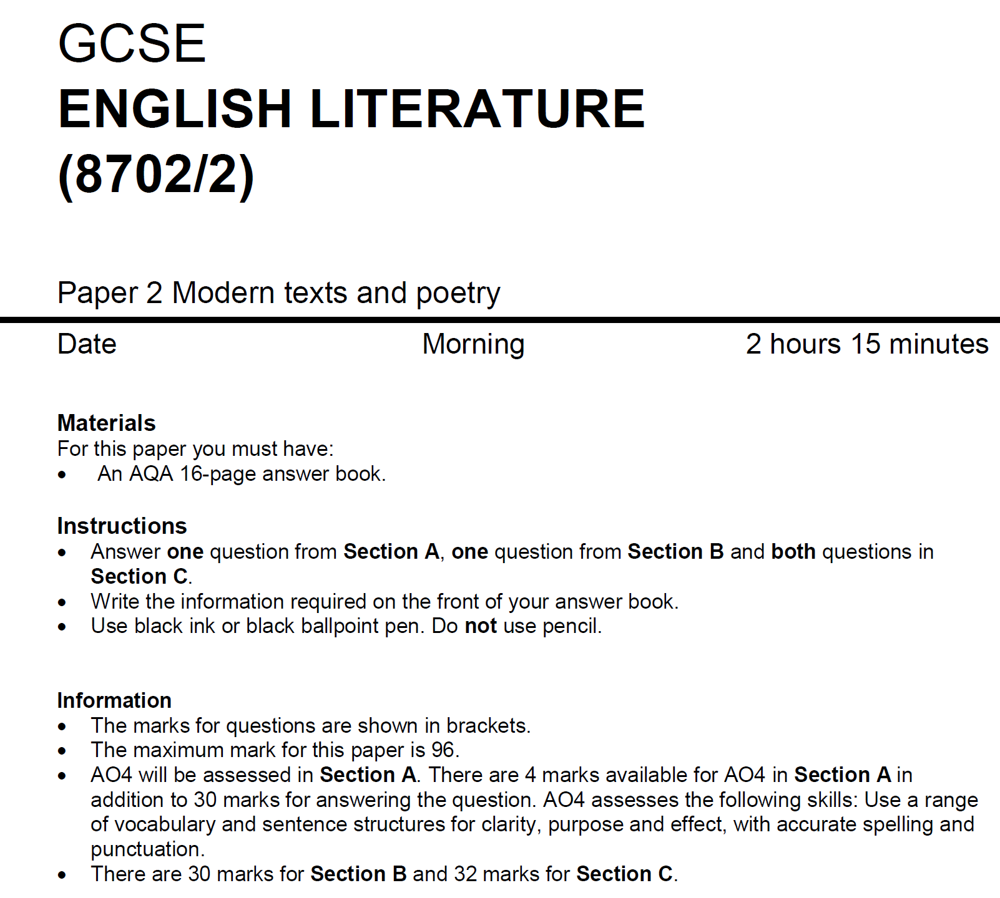 GCSE
ENGLISH LITERATURE
(8702/2)
Paper 2 Modern texts and poetry
Date Morning 2 hours 15 minutes
Materials
For this paper you must have:
• An AQA 16-page answer book.
Instructions
• Answer one question from Section A, one question from Section B and both questions in
Section C.
• Write the information required on the front of your answer book.
• Use black ink or black ballpoint pen. Do not use pencil.
Information
• The marks for questions are shown in brackets.
• The maximum mark for this paper is 96.
• AO4 will be assessed in Section A. There are 4 marks available for AO4 in Section A in
addition to 30 marks for answering the question. AO4 assesses the following skills: Use a range
of vocabulary and sentence structures for clarity, purpose and effect, with accurate spelling and
punctuation.
• There are 30 marks for Section B and 32 marks for Section C.